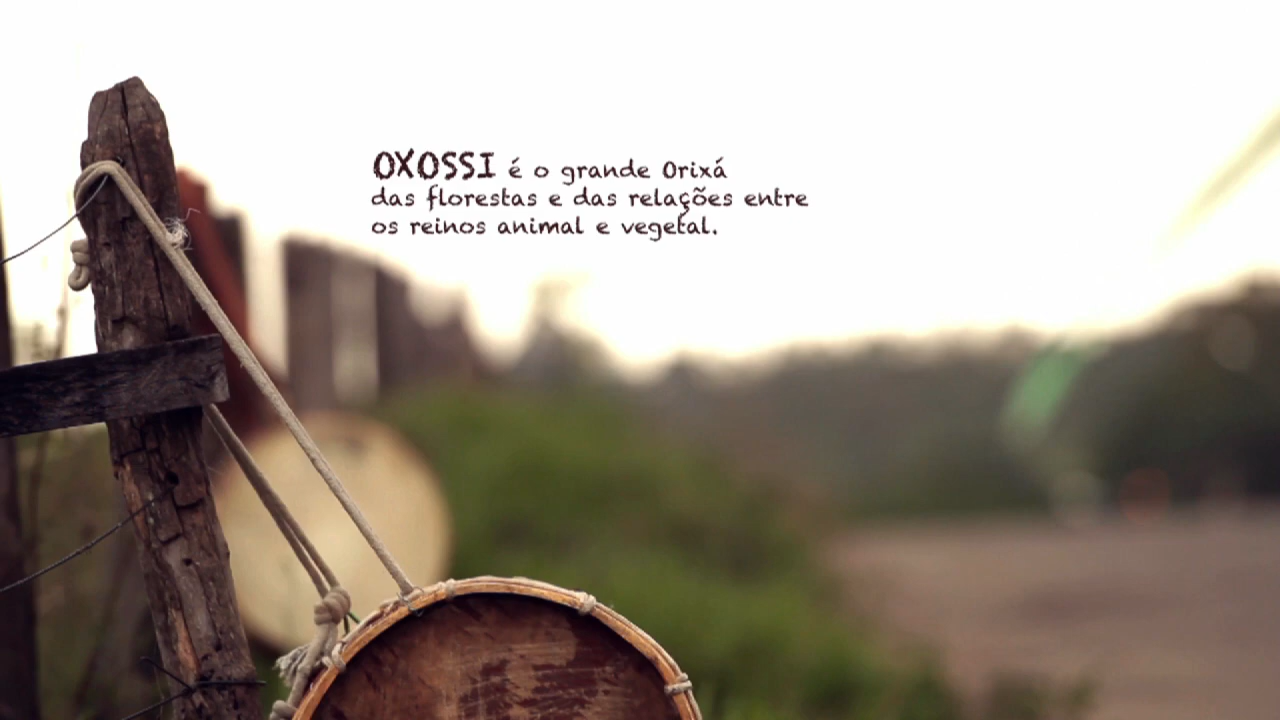 OXOSSI é o grande Orixá
das florestas e das relações entre
os reinos animal e vegetal.